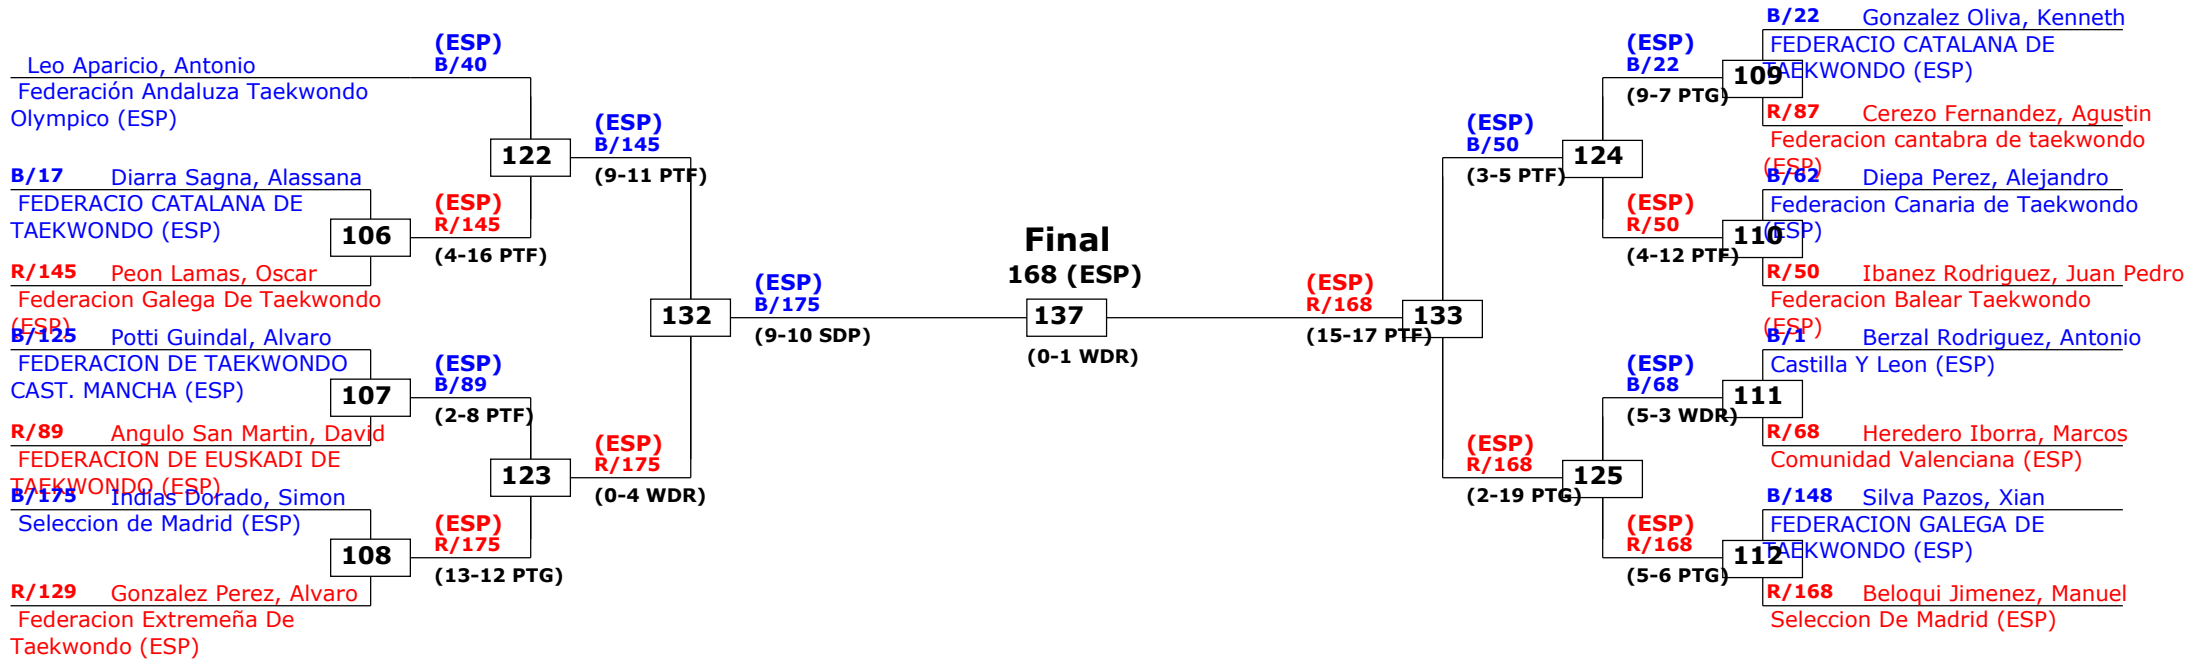 (ESP)
B/40
Leo Aparicio, Antonio
Federación Andaluza Taekwondo
Olympico (ESP)
B/17 Diarra Sagna, Alassana
FEDERACIO CATALANA DE
TAEKWONDO (ESP)
106
R/145 Peon Lamas, Oscar
Federacion Galega De Taekwondo
(ESP)
(ESP)
R/145
(4-16 PTF)
122
(ESP)
B/145
(9-11 PTF)
B/125 Potti Guindal, Alvaro
FEDERACION DE TAEKWONDO
CAST. MANCHA (ESP)
107
R/89 Angulo San Martin, David
FEDERACION DE EUSKADI DE
TAEKWONDO (ESP)
(ESP)
B/89
(2-8 PTF)
B/175 Indias Dorado, Simon
Seleccion de Madrid (ESP)
108
R/129 Gonzalez Perez, Alvaro
Federacion Extremeña De
Taekwondo (ESP)
(ESP)
R/175
(13-12 PTG)
123
(ESP)
R/175
(0-4 WDR)
132
(ESP)
B/175
(9-10 SDP)
Final
168 (ESP)
137
(0-1 WDR)
(ESP)
R/168
(15-17 PTF)
133
(ESP)
B/50
(3-5 PTF)
124
(ESP)
B/22
(9-7 PTG)
109
B/22 Gonzalez Oliva, Kenneth
FEDERACIO CATALANA DE
TAEKWONDO (ESP)
R/87 Cerezo Fernandez, Agustin
Federacion cantabra de taekwondo
(ESP)
(ESP)
R/50
(4-12 PTF)
110
B/62 Diepa Perez, Alejandro
Federacion Canaria de Taekwondo
(ESP)
R/50 Ibanez Rodriguez, Juan Pedro
Federacion Balear Taekwondo
(ESP)
(ESP)
R/168
(2-19 PTG)
125
(ESP)
B/68
(5-3 WDR)
111
B/1 Berzal Rodriguez, Antonio
Castilla Y Leon (ESP)
R/68 Heredero Iborra, Marcos
Comunidad Valenciana (ESP)
(ESP)
R/168
(5-6 PTG)
112
B/148 Silva Pazos, Xian
FEDERACION GALEGA DE
TAEKWONDO (ESP)
R/168 Beloqui Jimenez, Manuel
Seleccion De Madrid (ESP)